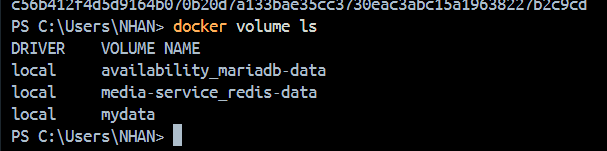 c56b412f4d5d9164b070b20d7a133bae35cc3730eac3abc15a19638227b2c9cd
PS C:\Users\NHAN> docker volume ls
DRIVER    VOLUME NAME
local     availability_mariadb-data
local     media-service_redis-data
local     mydata
PS C:\Users\NHAN>